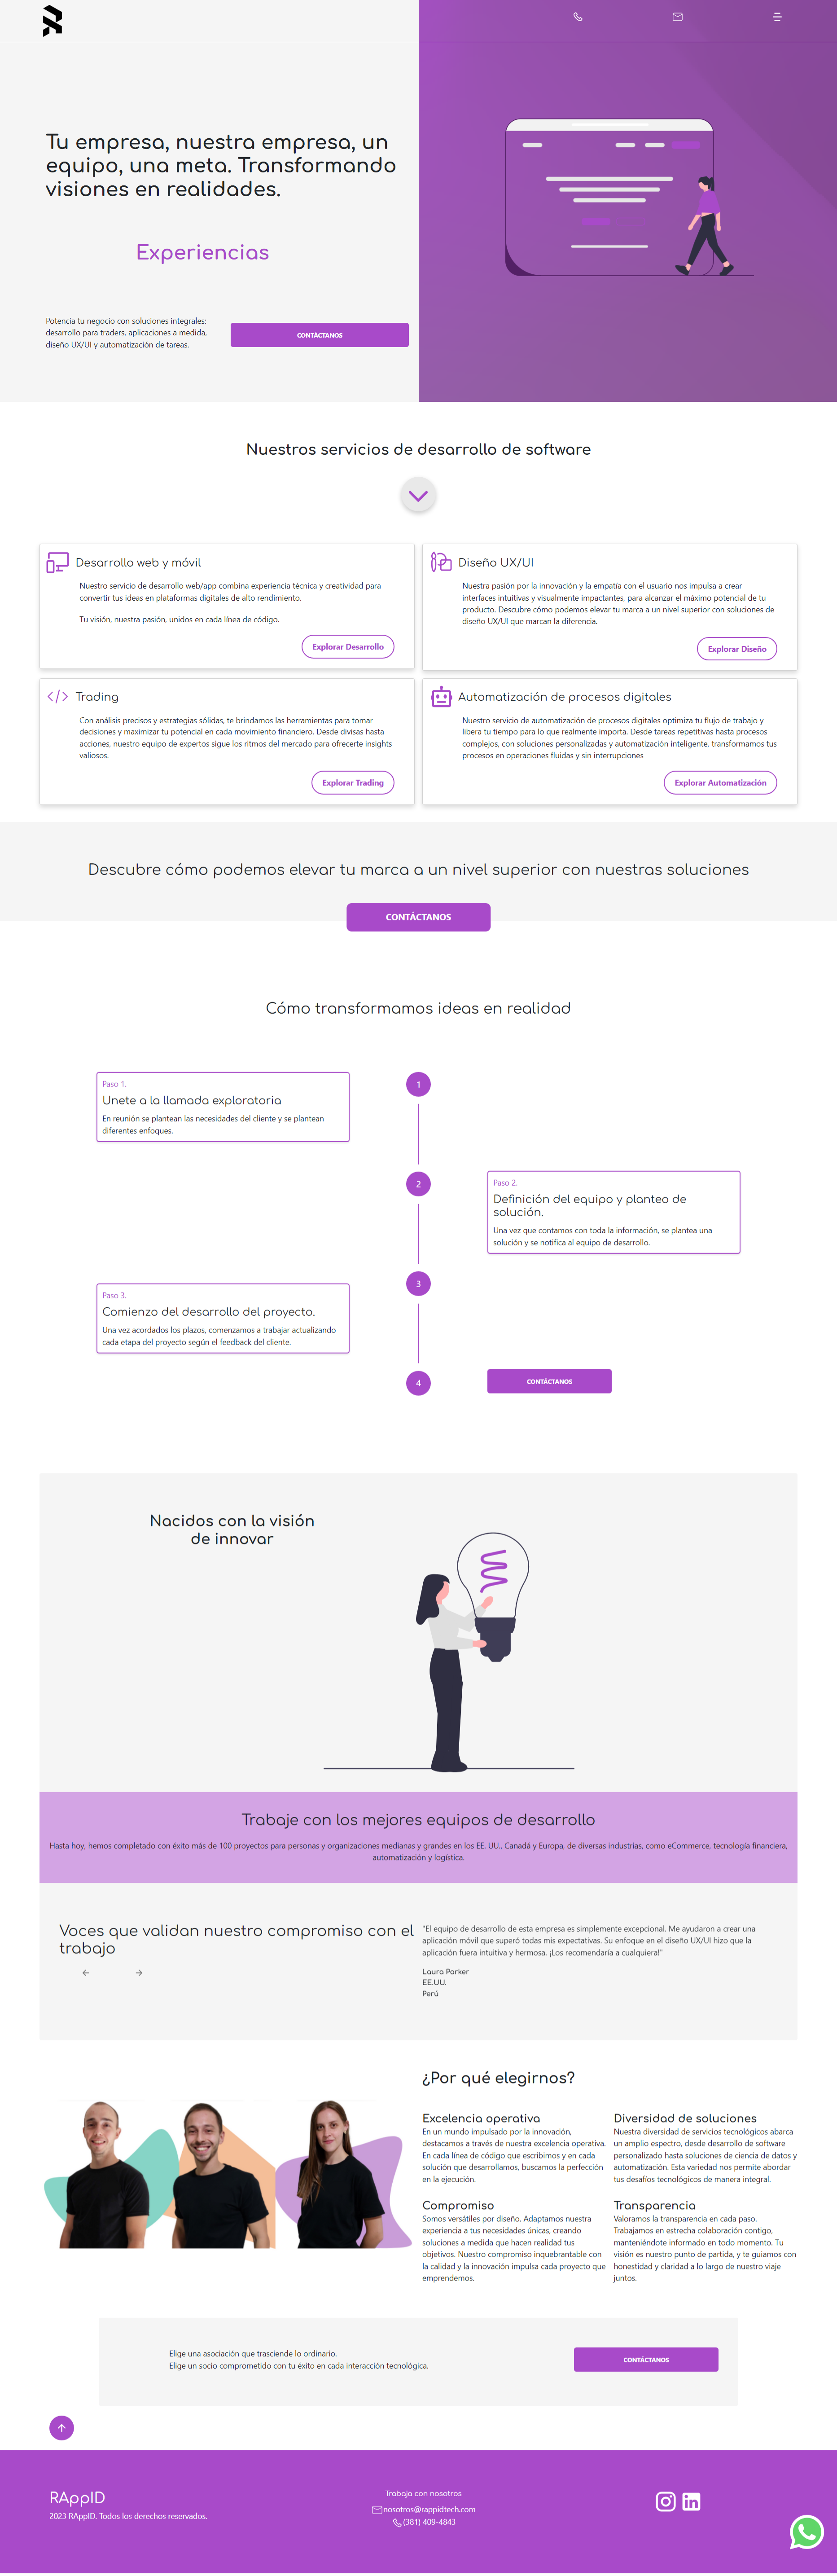 Tu empresa, nuestra empresa, un
equipo, una meta. Transformando
visiones en realidades.
Experiencias
Potencia tu negocio con soluciones integrales:
desarrollo para traders, aplicaciones a medida,
diseño UX/UI y automatización de tareas.
CONTÁCTANOS
Nuestros servicios de desarrollo de software
Desarrollo web y móvil
Nuestro servicio de desarrollo web/app combina experiencia técnica y creatividad para
convertir tus ideas en plataformas digitales de alto rendimiento.
Tu visión, nuestra pasión, unidos en cada línea de código.
Explorar Desarrollo
Diseño UX/UI
Nuestra pasión por la innovación y la empatía con el usuario nos impulsa a crear
interfaces intuitivas y visualmente impactantes, para alcanzar el máximo potencial de tu
producto. Descubre cómo podemos elevar tu marca a un nivel superior con soluciones de
diseño UX/UI que marcan la diferencia.
Explorar Diseño
Trading
Con análisis precisos y estrategias sólidas, te brindamos las herramientas para tomar
decisiones y maximizar tu potencial en cada movimiento financiero. Desde divisas hasta
acciones, nuestro equipo de expertos sigue los ritmos del mercado para ofrecerte insights
valiosos.
Explorar Trading
Automatización de procesos digitales
Nuestro servicio de automatización de procesos digitales optimiza tu flujo de trabajo y
libera tu tiempo para lo que realmente importa. Desde tareas repetitivas hasta procesos
complejos, con soluciones personalizadas y automatización inteligente, transformamos tus
procesos en operaciones fluidas y sin interrupciones
Explorar Automatización
Descubre cómo podemos elevar tu marca a un nivel superior con nuestras soluciones
CONTÁCTANOS
Cómo transformamos ideas en realidad
1
Paso 1.
Unete a la llamada exploratoria
En reunión se plantean las necesidades del cliente y se plantean
diferentes enfoques.
2
Paso 2.
Definición del equipo y planteo de
solución.
Una vez que contamos con toda la información, se plantea una
solución y se notifica al equipo de desarrollo.
3
Paso 3.
Comienzo del desarrollo del proyecto.
Una vez acordados los plazos, comenzamos a trabajar actualizando
cada etapa del proyecto según el feedback del cliente.
4
CONTÁCTANOS
Nacidos con la visión
de innovar
Trabaje con los mejores equipos de desarrollo
Hasta hoy, hemos completado con éxito más de 100 proyectos para personas y organizaciones medianas y grandes en los EE. UU., Canadá y Europa, de diversas industrias, como eCommerce, tecnología financiera,
automatización y logística.
Voces que validan nuestro compromiso con el
trabajo
"El equipo de desarrollo de esta empresa es simplemente excepcional. Me ayudaron a crear una
aplicación móvil que superó todas mis expectativas. Su enfoque en el diseño UX/UI hizo que la
aplicación fuera intuitiva y hermosa. ¡Los recomendaría a cualquiera!"
Laura Parker
EE.UU.
Perú
¿Por qué elegirnos?
Excelencia operativa
En un mundo impulsado por la innovación,
destacamos a través de nuestra excelencia operativa.
En cada línea de código que escribimos y en cada
solución que desarrollamos, buscamos la perfección
en la ejecución.
Diversidad de soluciones
Nuestra diversidad de servicios tecnológicos abarca
un amplio espectro, desde desarrollo de software
personalizado hasta soluciones de ciencia de datos y
automatización. Esta variedad nos permite abordar
tus desafíos tecnológicos de manera integral.
Compromiso
Somos versátiles por diseño. Adaptamos nuestra
experiencia a tus necesidades únicas, creando
soluciones a medida que hacen realidad tus
objetivos. Nuestro compromiso inquebrantable con
la calidad y la innovación impulsa cada proyecto que
emprendemos.
Transparencia
Valoramos la transparencia en cada paso.
Trabajamos en estrecha colaboración contigo,
manteniéndote informado en todo momento. Tu
visión es nuestro punto de partida, y te guiamos con
honestidad y claridad a lo largo de nuestro viaje
juntos.
Elige una asociación que trasciende lo ordinario.
Elige un socio comprometido con tu éxito en cada interacción tecnológica.
CONTÁCTANOS
RAppID
2023 RAppID. Todos los derechos reservados.
Trabaja con nosotros
nosotros@rappidtech.com
(381) 409-4843